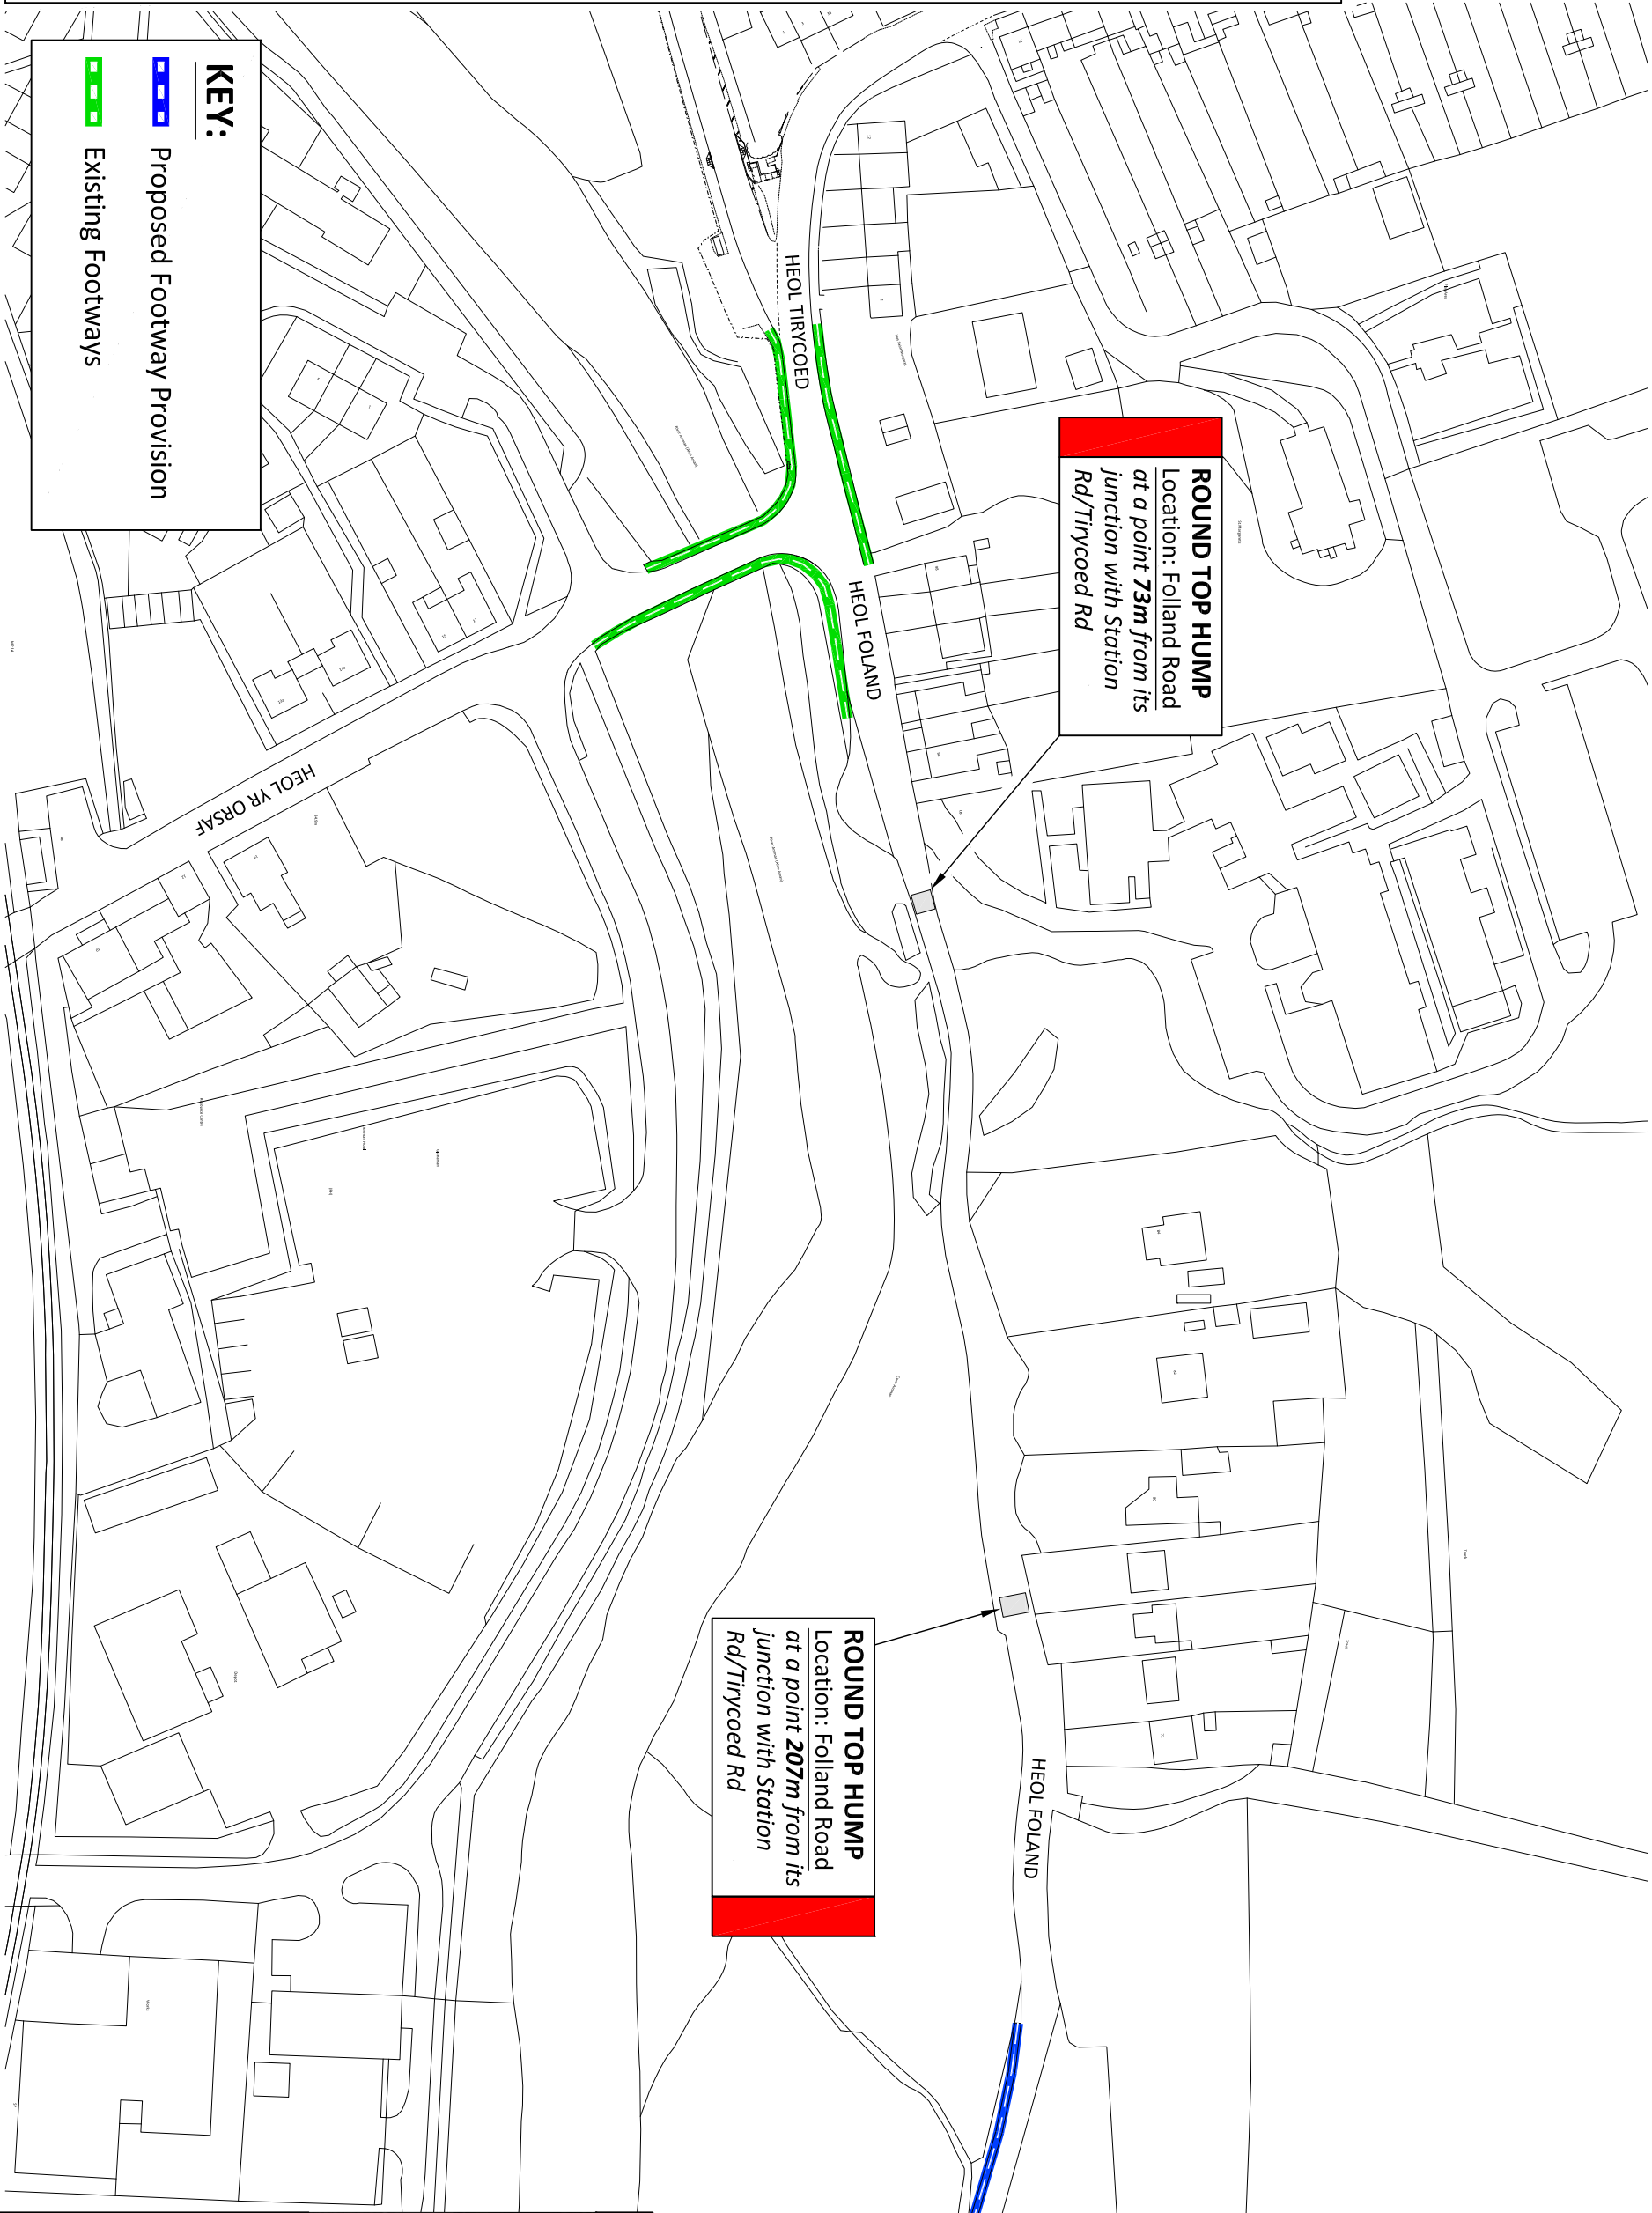 KEY:
Proposed Footway Provision
Existing Footways
HEOL TIRYCOED
HEOL FOLAND
HEOL YR ORSAF
ROUND TOP HUMP
Location: Folland Road
at a point 73m from its
junction with Station
Rd/Tirycoed Rd
ROUND TOP HUMP
Location: Folland Road
at a point 207m from its
junction with Station
Rd/Tirycoed Rd
HEOL FOLAND